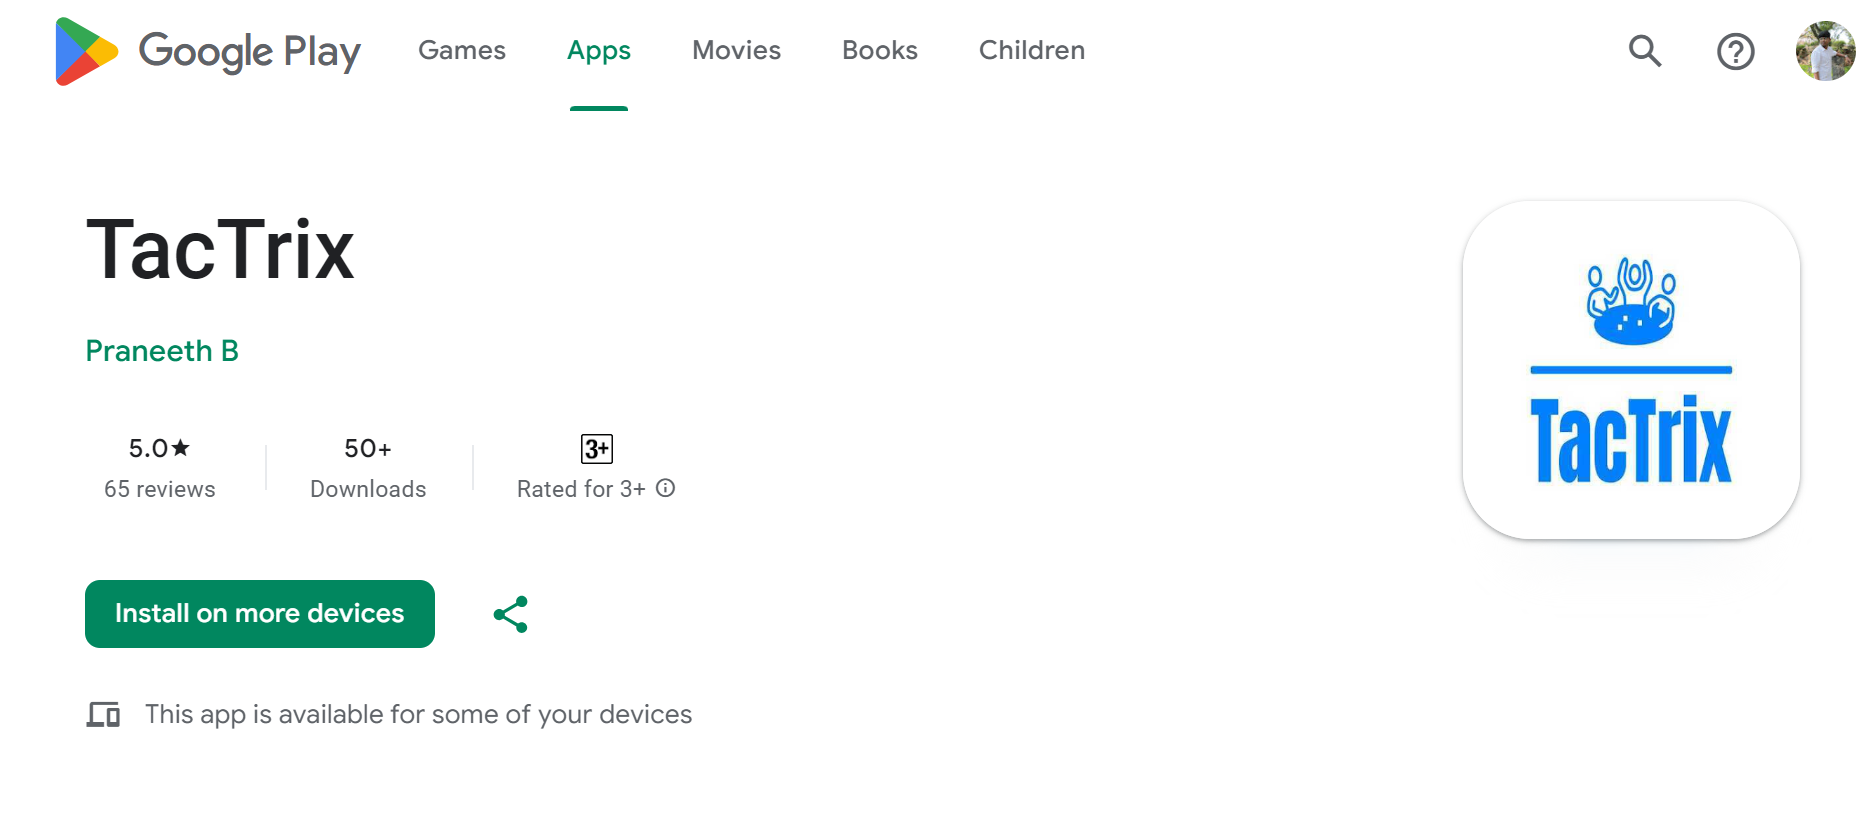 Google Play Games Apps Movies Books Children
TacTrix
Praneeth B
5.0★ 50+ 3+
65 reviews Downloads Rated for 3+
Install on more devices
This app is available for some of your devices
TacTrix